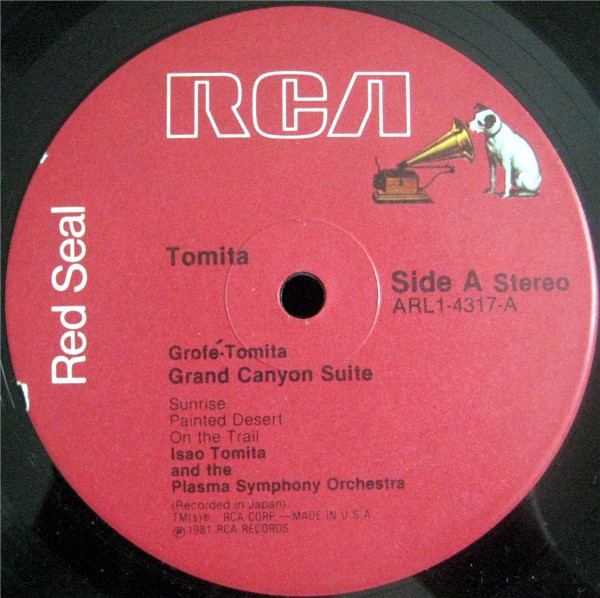 RCA
Red Seal
Tomita
Side A Stereo
ARL1-4317-A
Grofé-Tomita
Grand Canyon Suite
Sunrise
Painted Desert
On the Trail
Isao Tomita
and the
Plasma Symphony Orchestra
(Recorded in Japan)
TM(s)® RCA CORP.—MADE IN U.S.A.
℗ 1981 RCA RECORDS